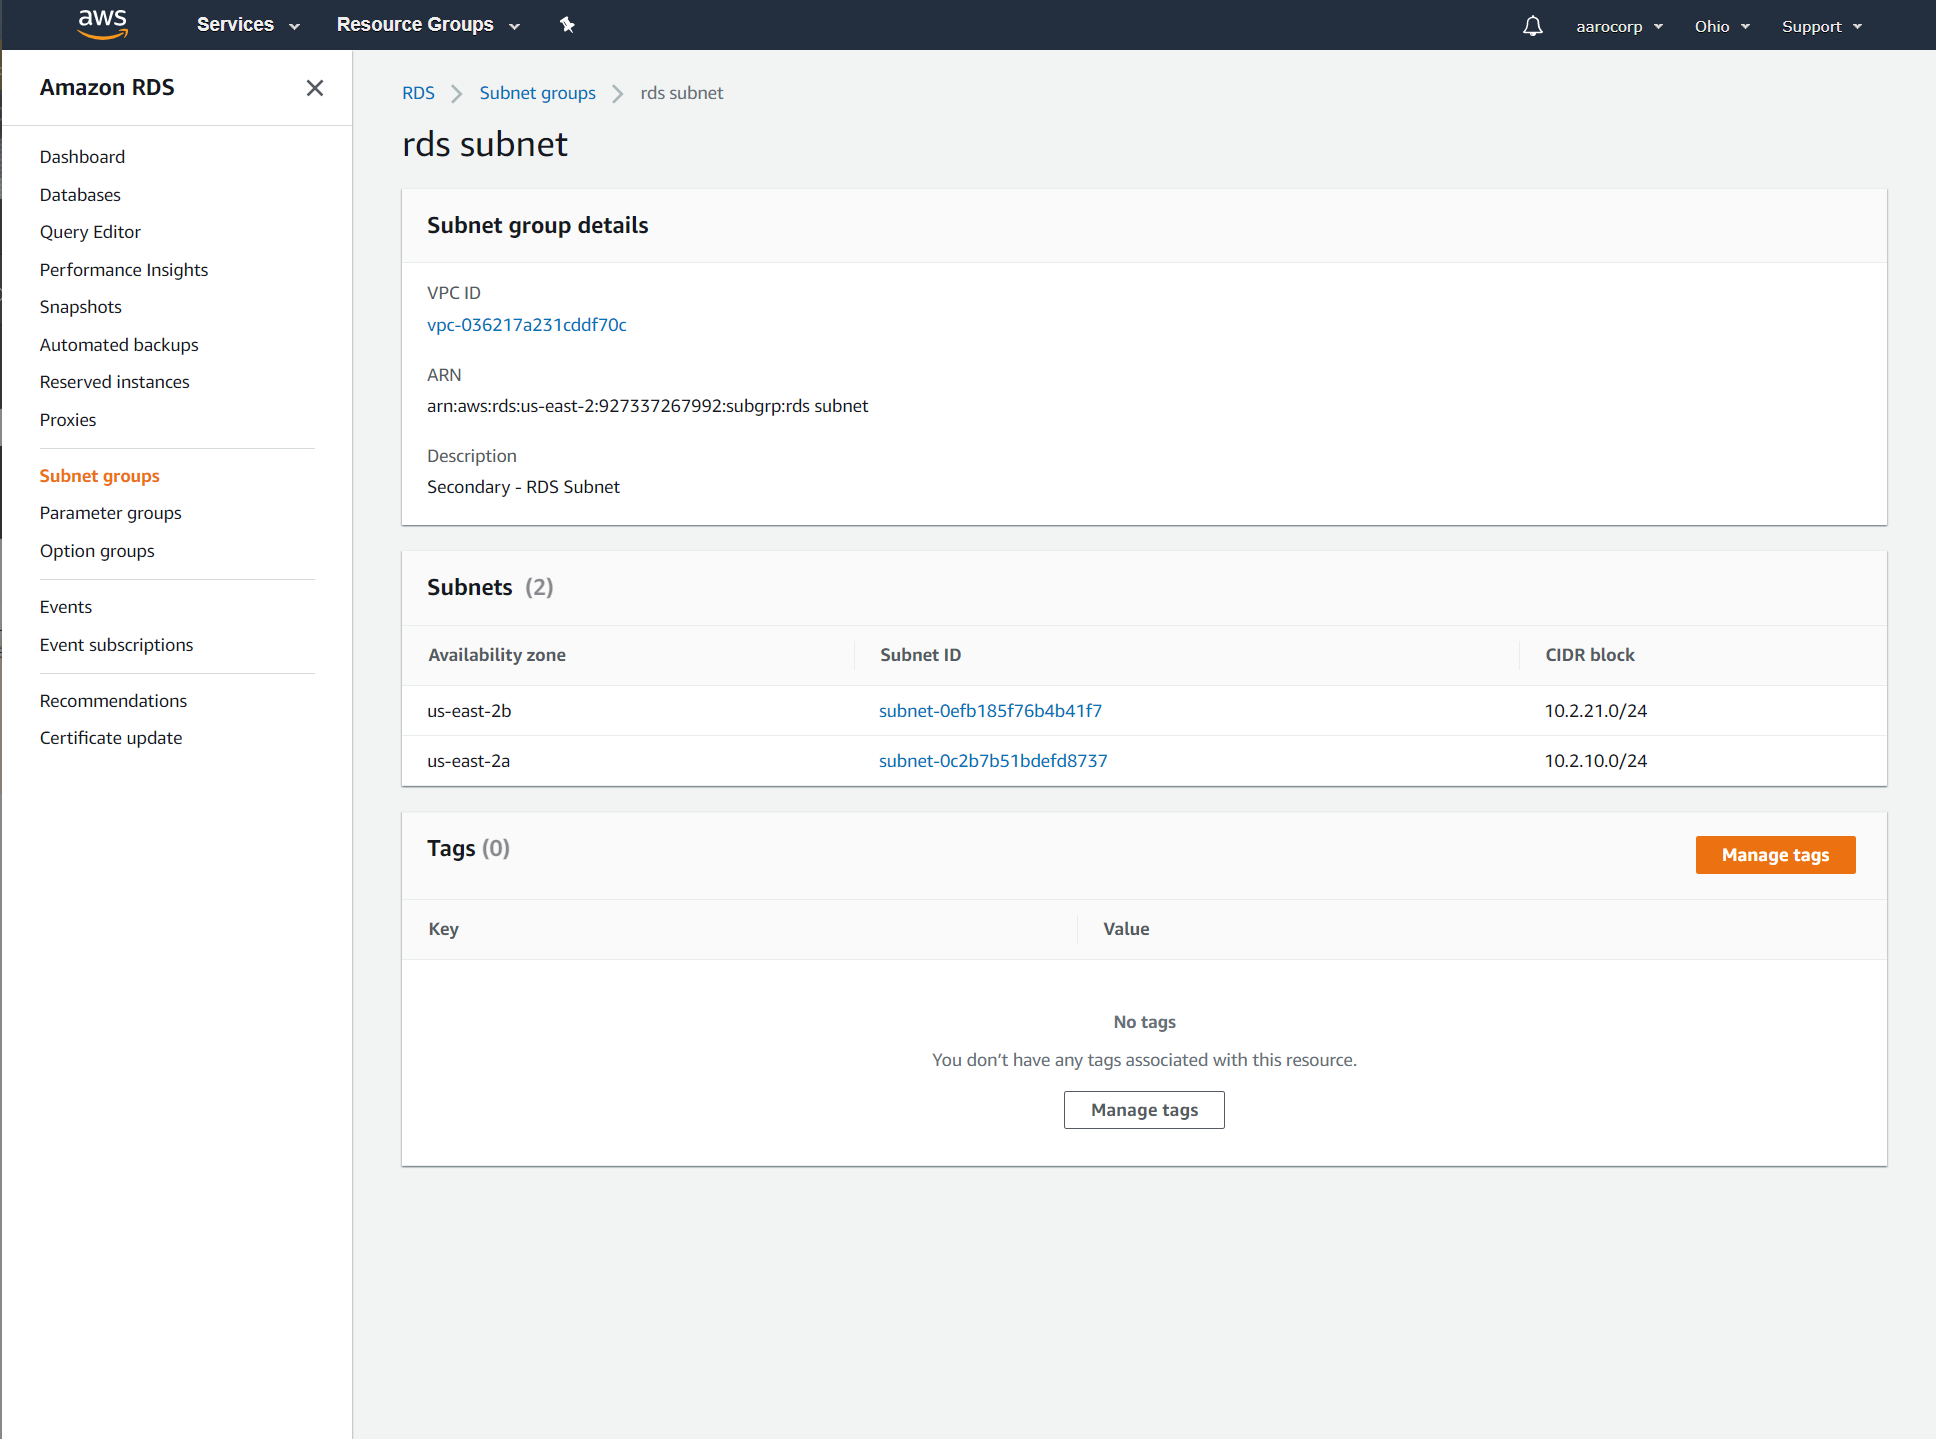 aws Services Resource Groups aarocorp Ohio Support
Amazon RDS
Dashboard
Databases
Query Editor
Performance Insights
Snapshots
Automated backups
Reserved instances
Proxies
Subnet groups
Parameter groups
Option groups
Events
Event subscriptions
Recommendations
Certificate update
RDS Subnet groups rds subnet
rds subnet
Subnet group details
VPC ID
vpc-036217a231cddf70c
ARN
arn:aws:rds:us-east-2:927337267992:subgrp:rds subnet
Description
Secondary - RDS Subnet
Subnets (2)
Availability zone Subnet ID CIDR block
us-east-2b subnet-0efb185f76b4b41f7 10.2.21.0/24
us-east-2a subnet-0c2b7b51bdefd8737 10.2.10.0/24
Tags (0) Manage tags
Key Value
No tags
You don’t have any tags associated with this resource.
Manage tags